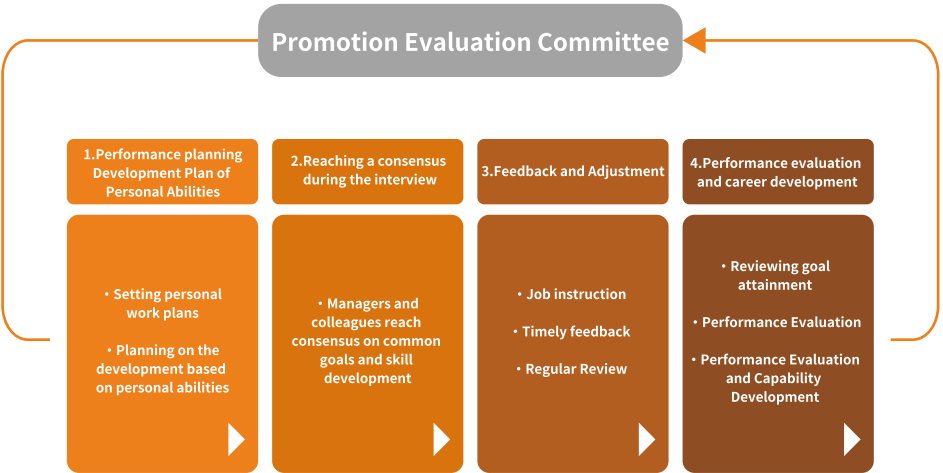 Promotion Evaluation Committee
1.Performance planning
Development Plan of
Personal Abilities
2.Reaching a consensus
during the interview
3.Feedback and Adjustment
4.Performance evaluation
and career development
・Setting personal
work plans
・Planning on the
development based
on personal abilities
・Managers and
colleagues reach
consensus on common
goals and skill
development
・Job instruction
・Timely feedback
・Regular Review
・Reviewing goal
attainment
・Performance Evaluation
・Performance Evaluation
and Capability
Development